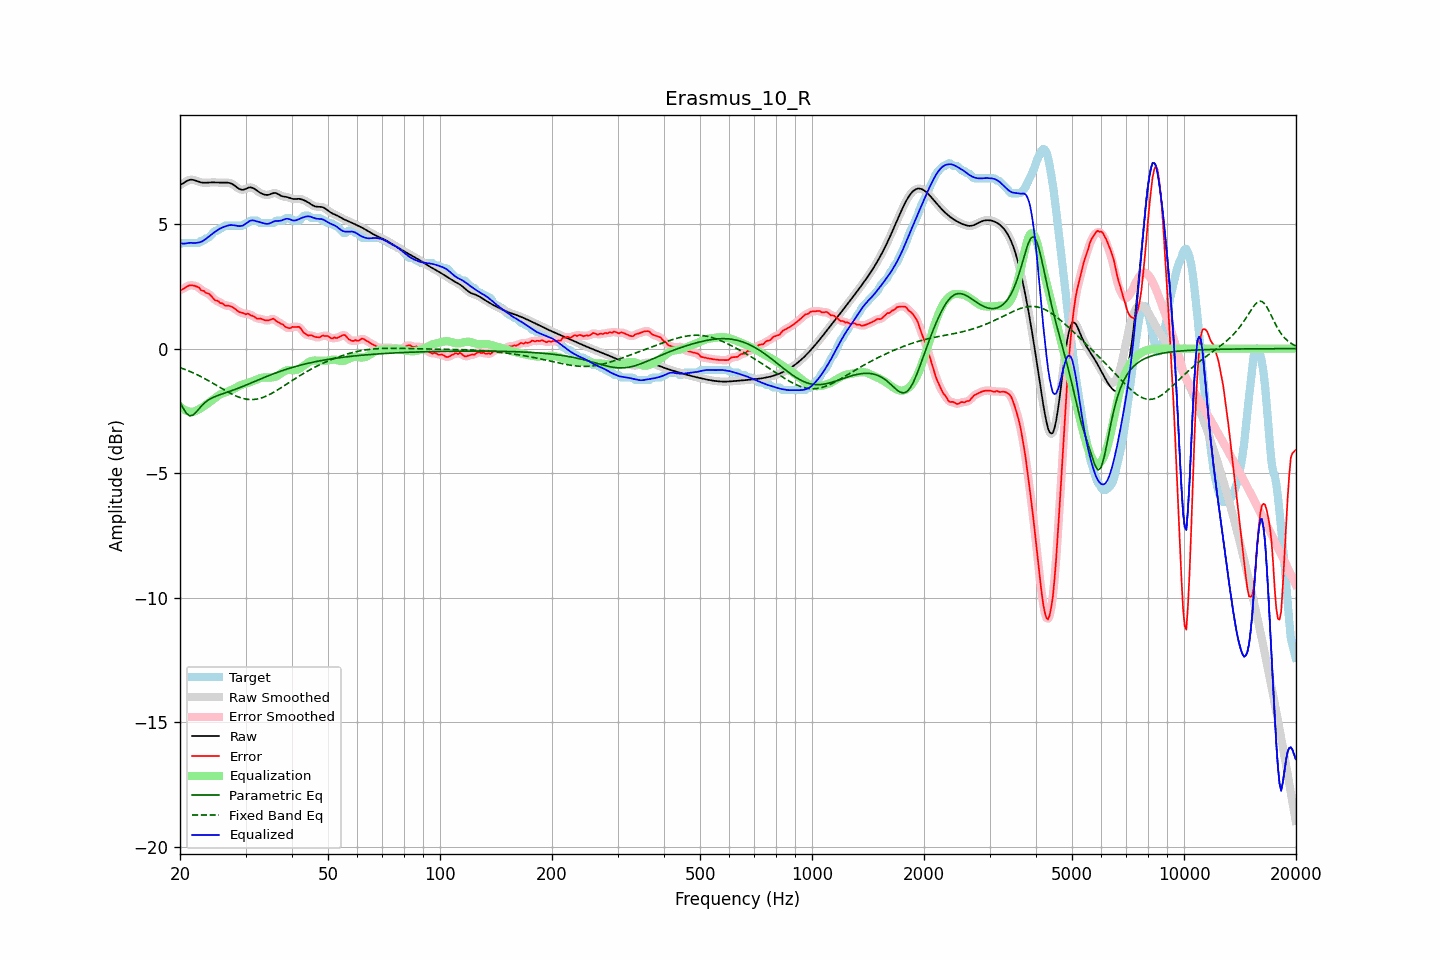 Erasmus_10_R
Amplitude (dBr)
5
0
−5
−10
−15
−20
Target
Raw Smoothed
Error Smoothed
Raw
Error
Equalization
Parametric Eq
Fixed Band Eq
Equalized
20 50 100 200 500 1000 2000 5000 10000 20000
Frequency (Hz)